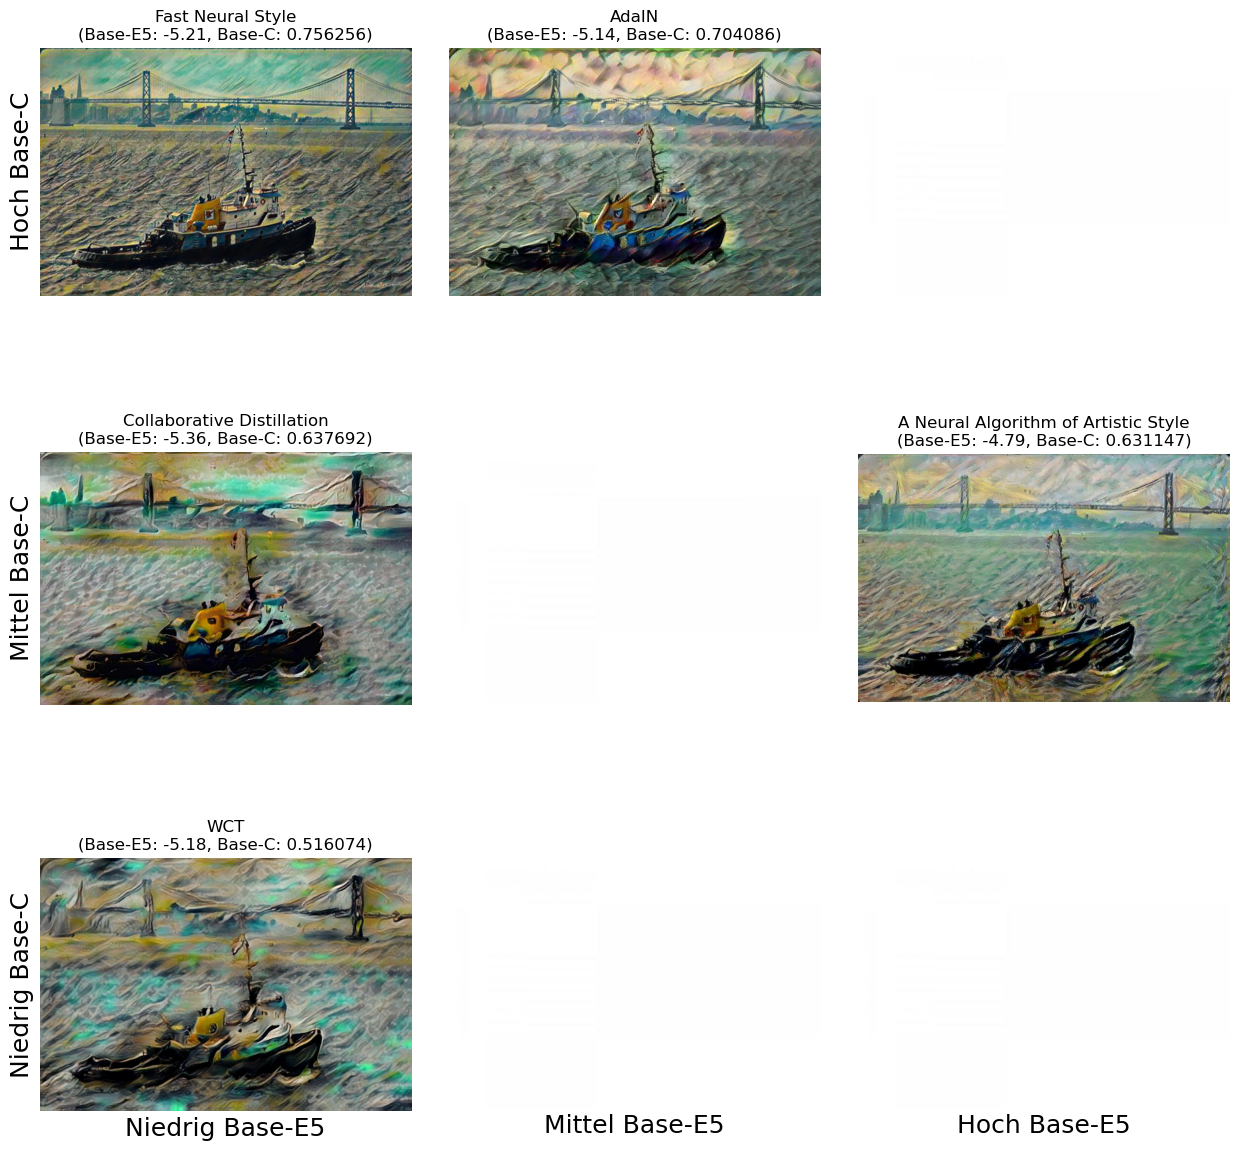 Fast Neural Style
(Base-E5: -5.21, Base-C: 0.756256)
AdaIN
(Base-E5: -5.14, Base-C: 0.704086)
Hoch Base-C
Collaborative Distillation
(Base-E5: -5.36, Base-C: 0.637692)
A Neural Algorithm of Artistic Style
(Base-E5: -4.79, Base-C: 0.631147)
Mittel Base-C
WCT
(Base-E5: -5.18, Base-C: 0.516074)
Niedrig Base-C
Niedrig Base-E5
Mittel Base-E5
Hoch Base-E5